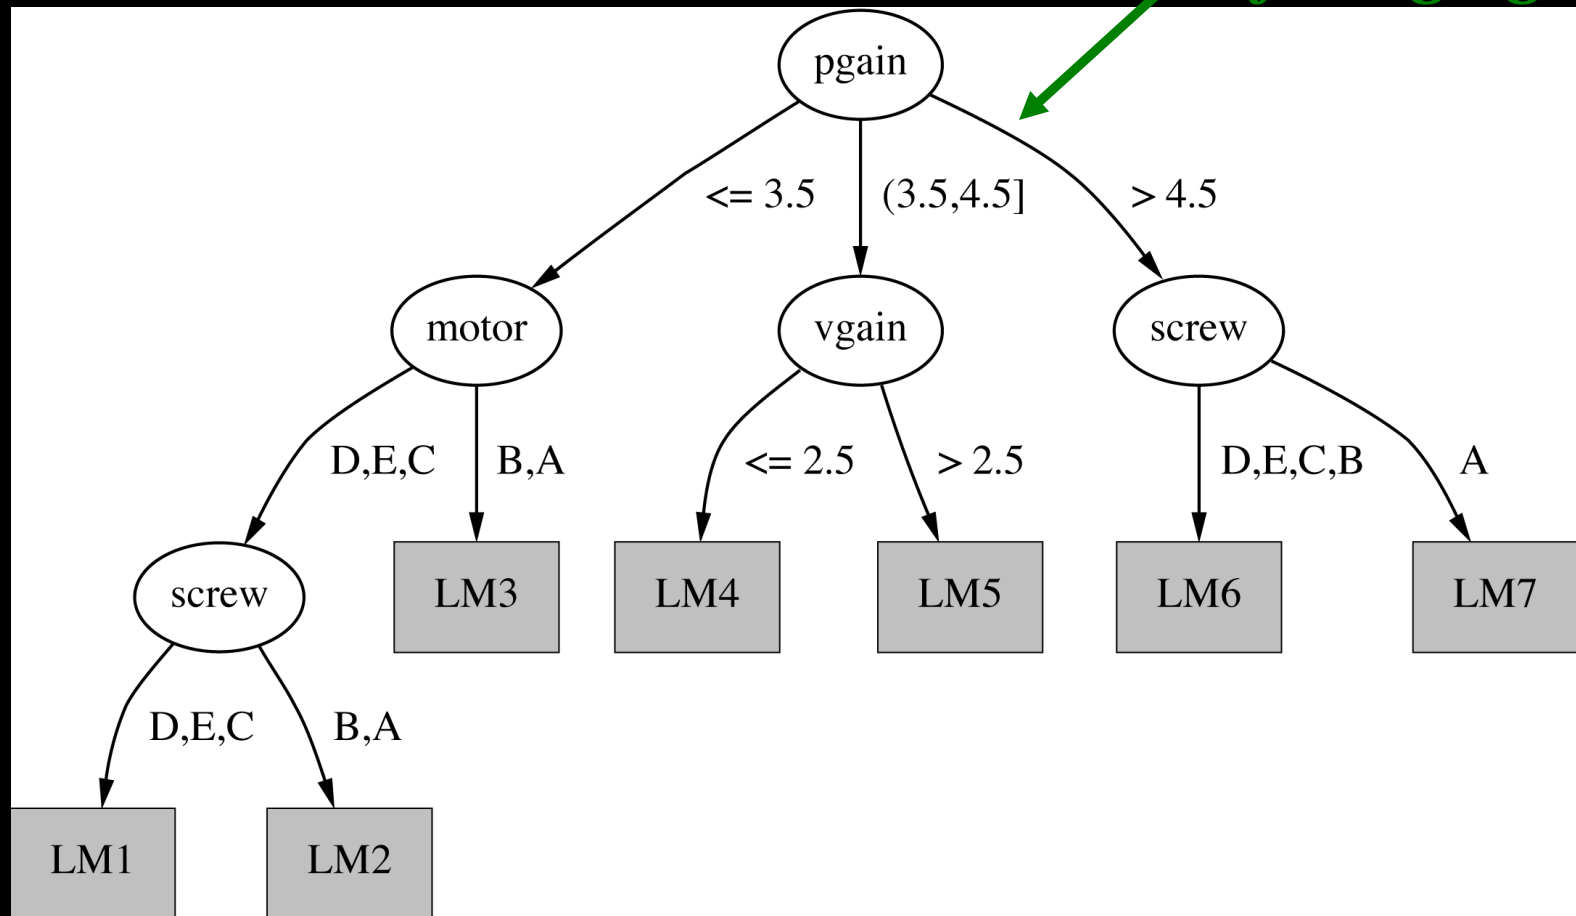 pgain
<= 3.5 (3.5,4.5] > 4.5
motor vgain screw
D,E,C B,A <= 2.5 > 2.5 D,E,C,B A
screw LM3 LM4 LM5 LM6 LM7
D,E,C B,A
LM1 LM2